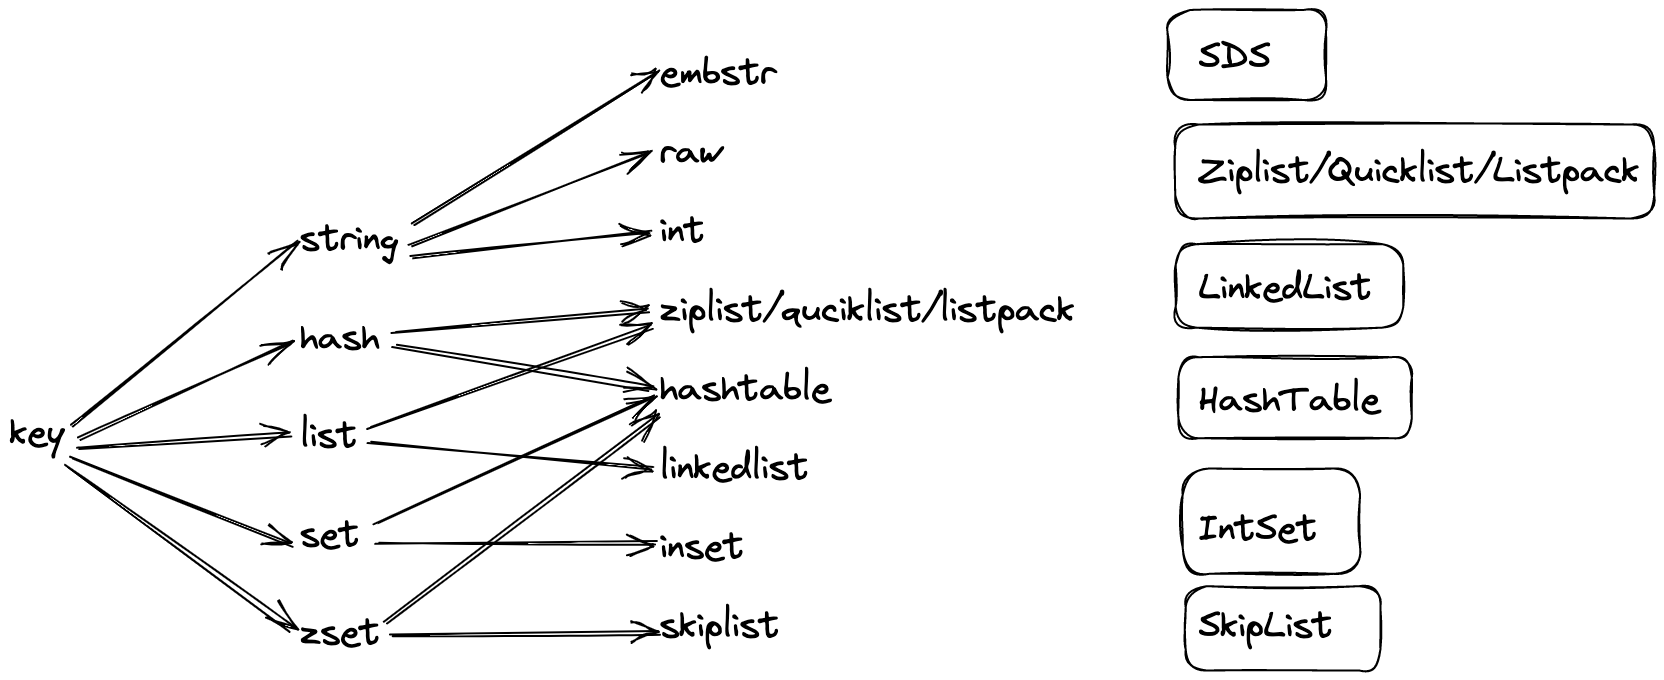 key
string
hash
list
set
zset
embstr
raw
int
ziplist/quciklist/listpack
hashtable
linkedlist
inset
skiplist
SDS
Ziplist/Quicklist/Listpack
LinkedList
HashTable
IntSet
SkipList